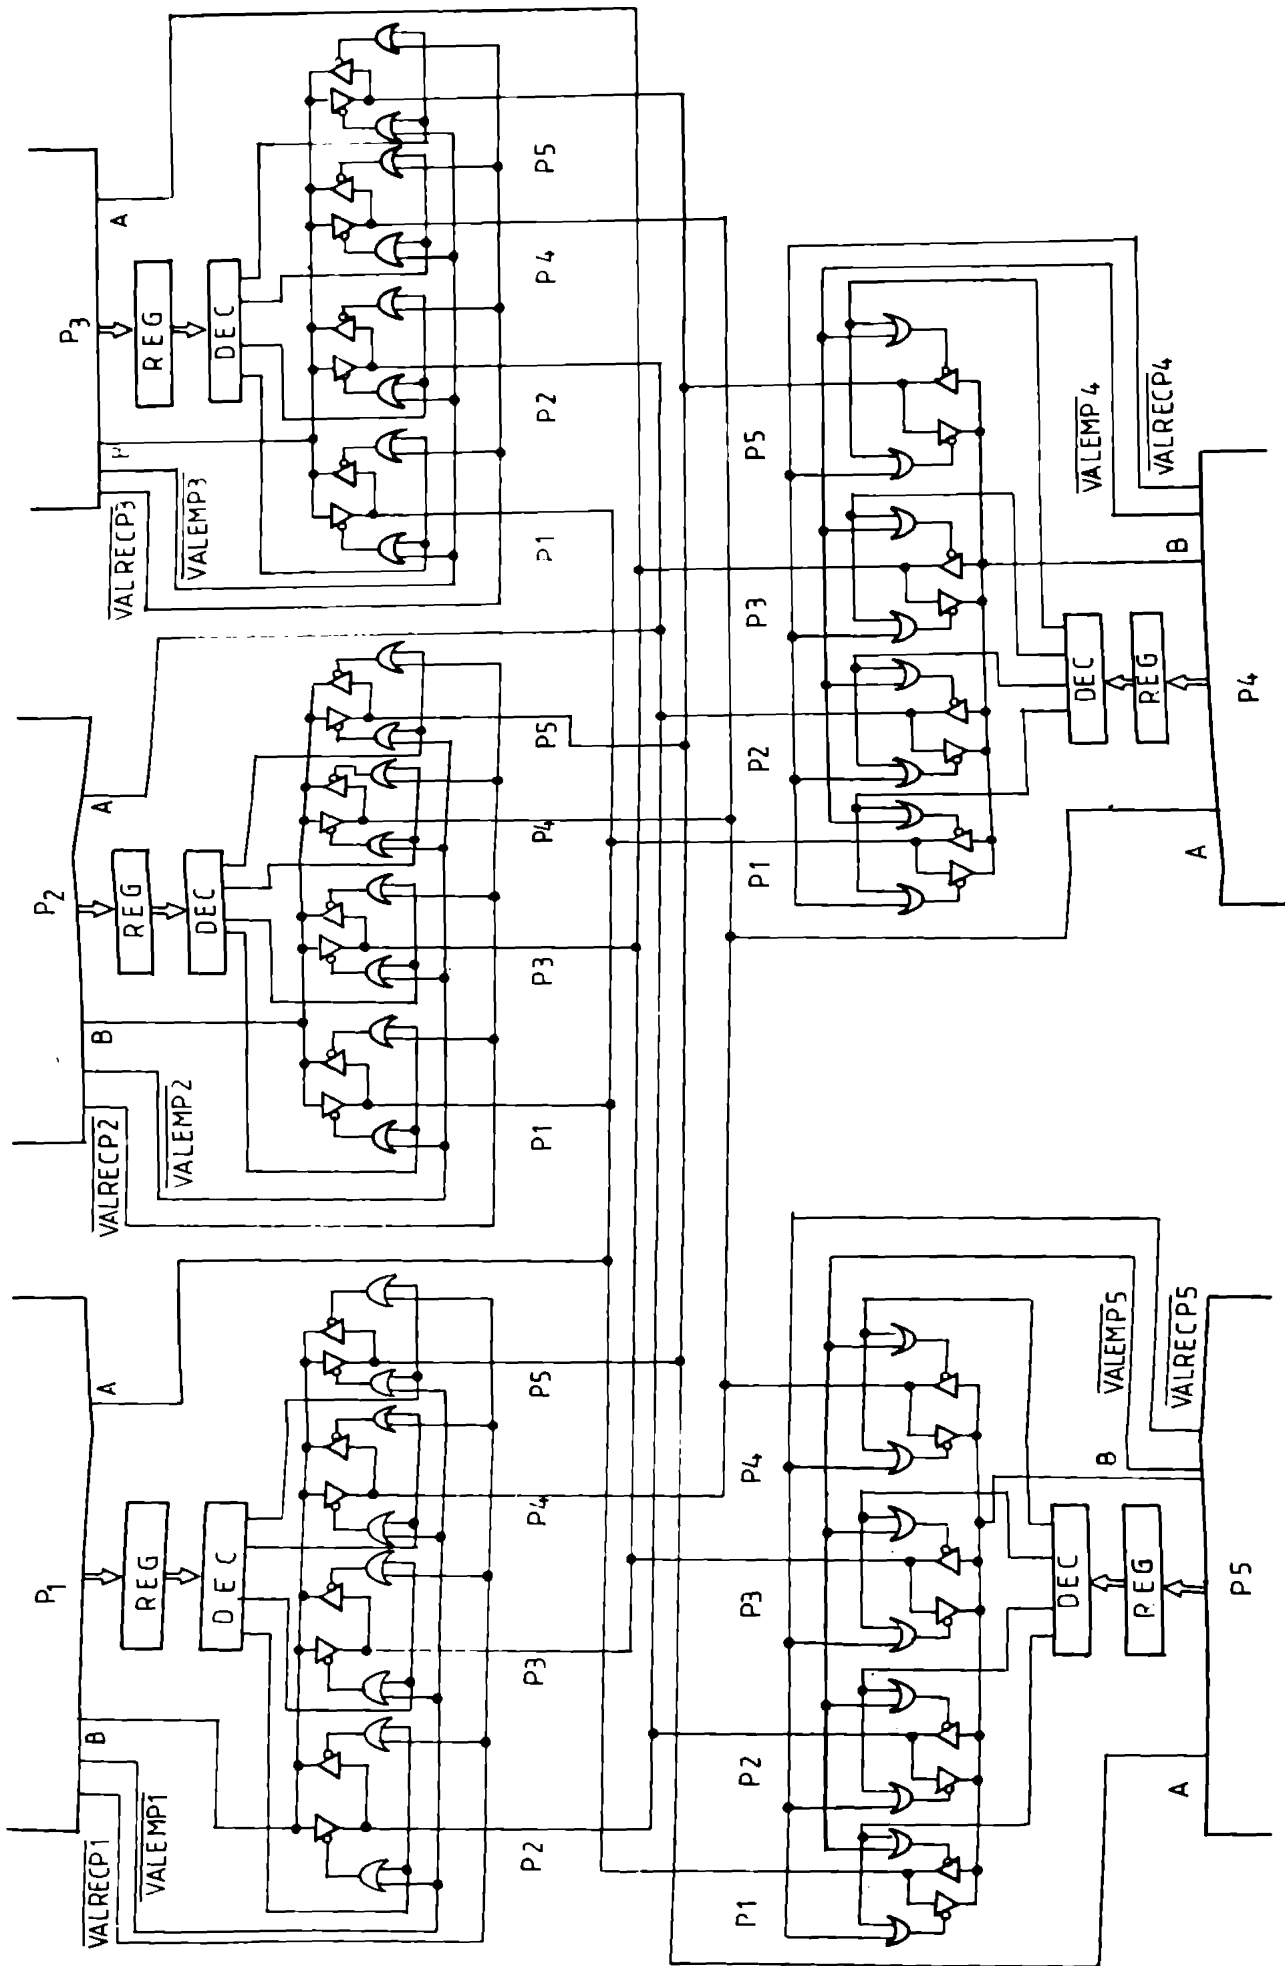 P1
B
A
VALRECP1
VALEMP1
REG
DEC
P2
P3
P4
P5
P2
B
A
VALRECP2
VALEMP2
REG
DEC
P1
P3
P4
P5
P3
A
VALRECP3
VALEMP3
REG
DEC
P1
P2
P4
P5
P1
P2
P3
P4
DEC
REG
VALEMP5
VALRECP5
A
B
P5
P1
P2
P3
P5
DEC
REG
VALEMP4
VALRECP4
A
B
P4